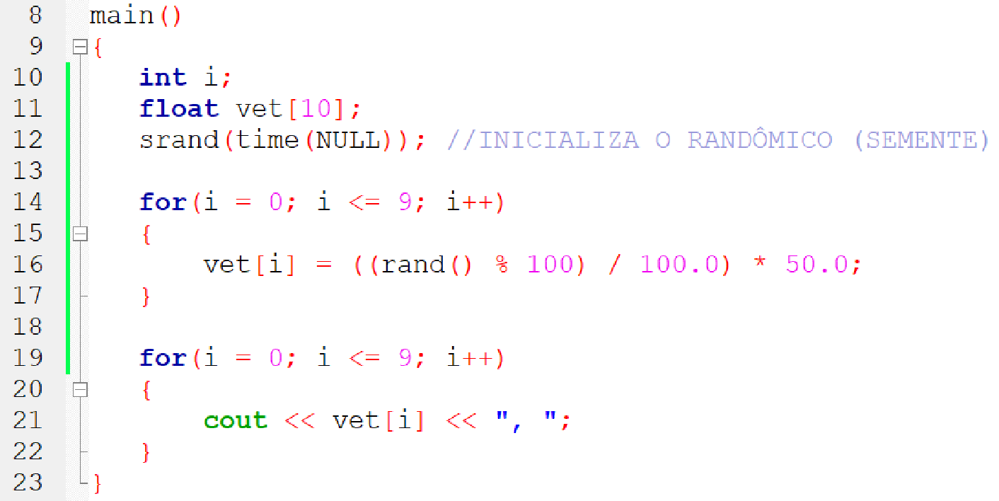 8 main()
9 {
10 int i;
11 float vet[10];
12 srand(time(NULL)); //INICIALIZA O RANDÔMICO (SEMENTE)
13
14 for(i = 0; i <= 9; i++)
15 {
16 vet[i] = ((rand() % 100) / 100.0) * 50.0;
17 }
18
19 for(i = 0; i <= 9; i++)
20 {
21 cout << vet[i] << ", ";
22 }
23 }